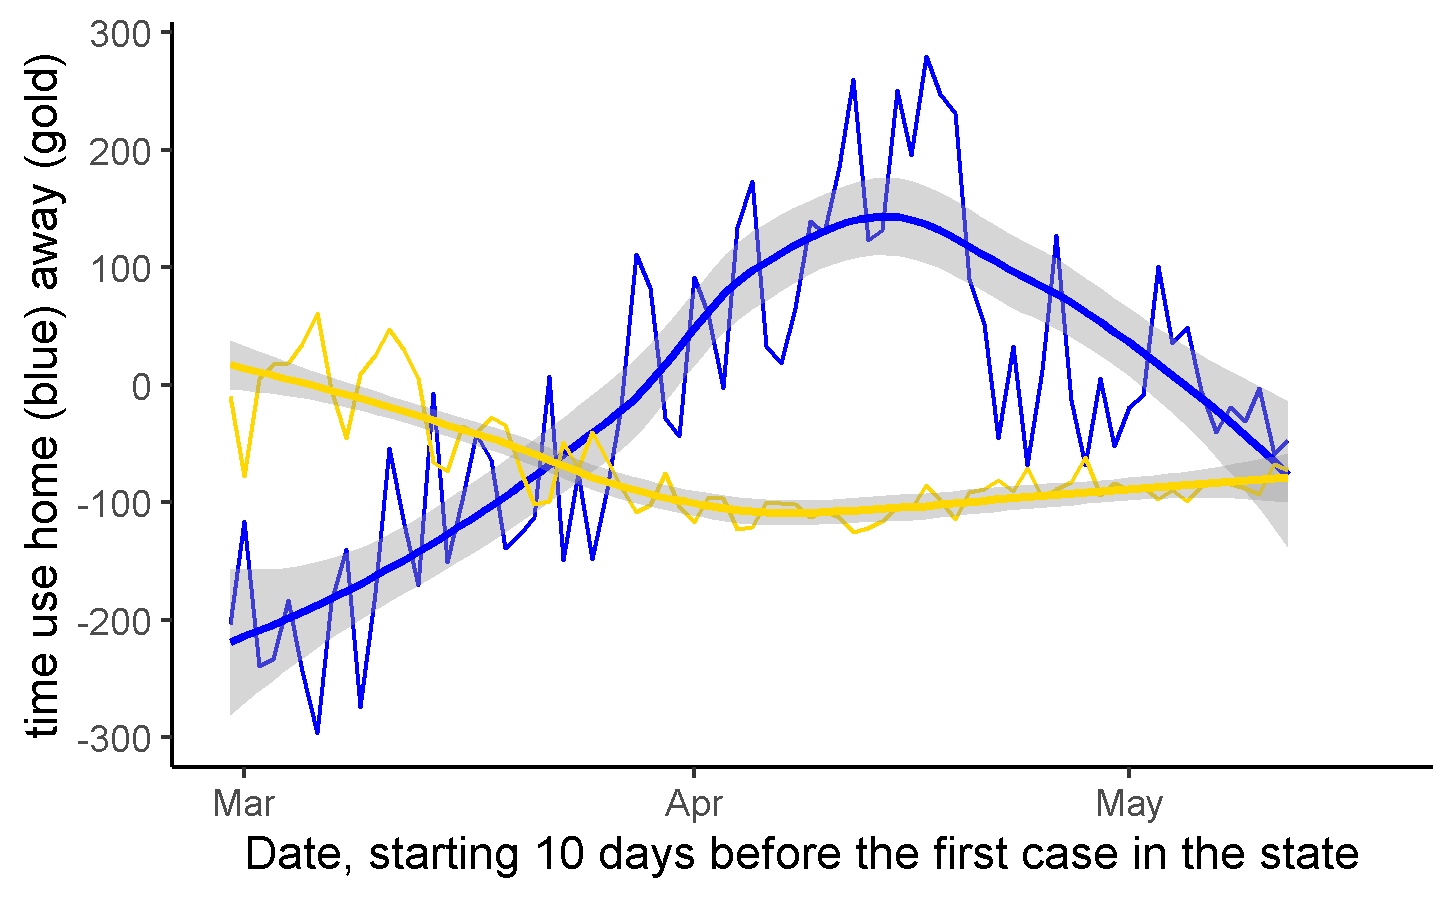 time use home (blue) away (gold)
300
200
100
0
-100
-200
-300
Mar
Apr
May
Date, starting 10 days before the first case in the state